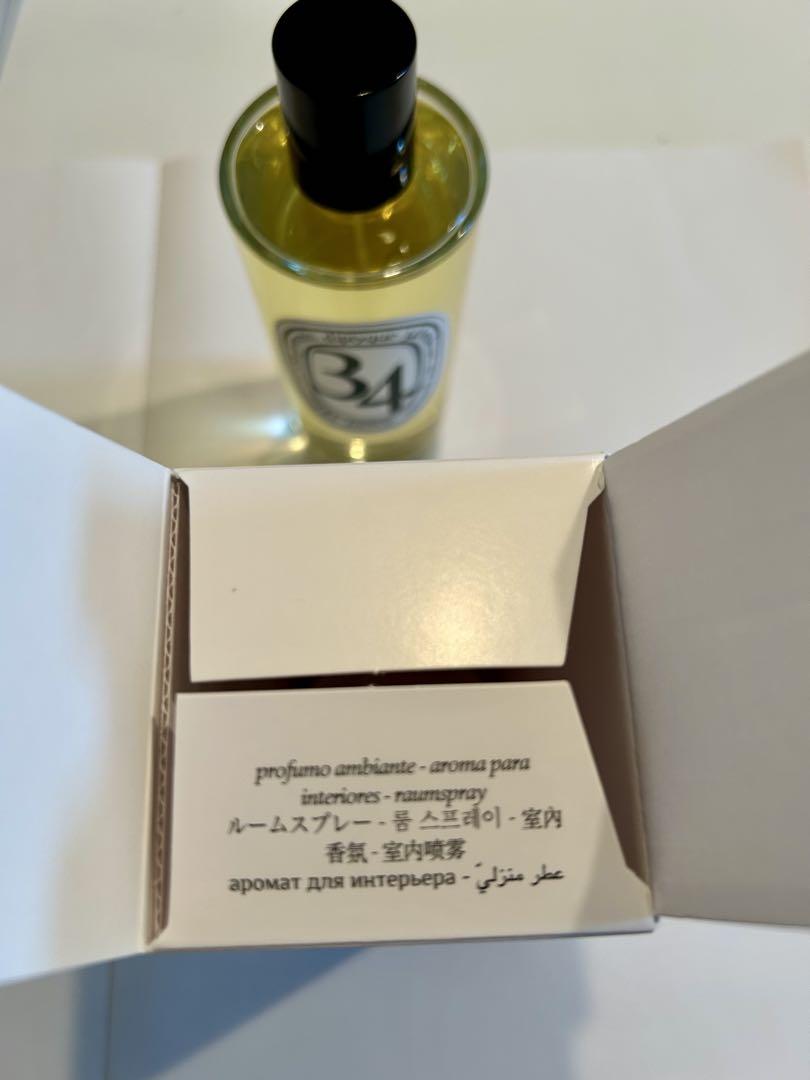 34
profumo ambiante - aroma para
interiores - raumspray
ルームスプレー - 룸 스프레이 - 室內
香氛 - 室内喷雾
аромат для интерьера - عطر منزليّ